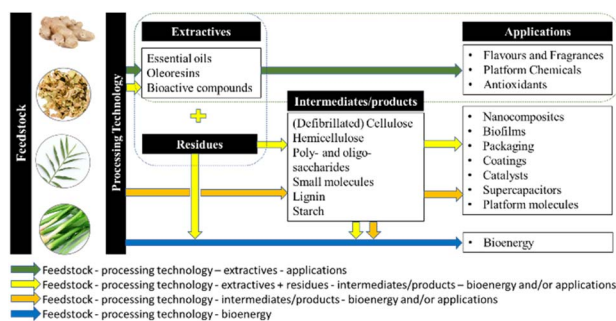 Feedstock
Processing Technology
Extractives
Essential oils
Oleoresins
Bioactive compounds
Residues
Intermediates/products
(Defibrillated) Cellulose
Hemicellulose
Poly- and oligo-
saccharides
Small molecules
Lignin
Starch
Applications
• Flavours and Fragrances
• Platform Chemicals
• Antioxidants
• Nanocomposites
• Biofilms
• Packaging
• Coatings
• Catalysts
• Supercapacitors
• Platform molecules
• Bioenergy
Feedstock - processing technology – extractives - applications
Feedstock - processing technology - extractives + residues - intermediates/products – bioenergy and/or applications
Feedstock - processing technology -intermediates/products - bioenergy and/or applications
Feedstock - processing technology - bioenergy